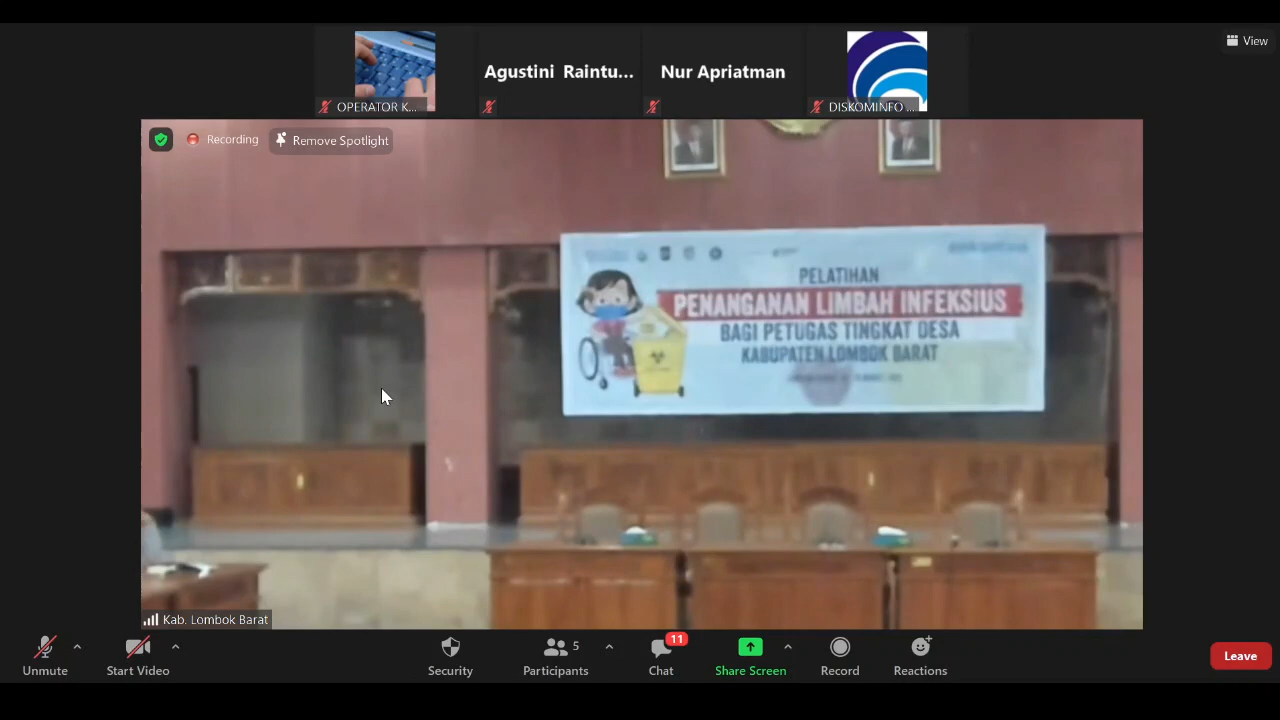 View
OPERATOR K...
Agustini Raintu...
Nur Apriatman
DISKOMINFO ...
Recording
Remove Spotlight
PELATIHAN
PENANGANAN LIMBAH INFEKSIUS
BAGI PETUGAS TINGKAT DESA
KABUPATEN LOMBOK BARAT
Kab. Lombok Barat
Unmute
Start Video
Security
5
Participants
11
Chat
Share Screen
Record
Reactions
Leave